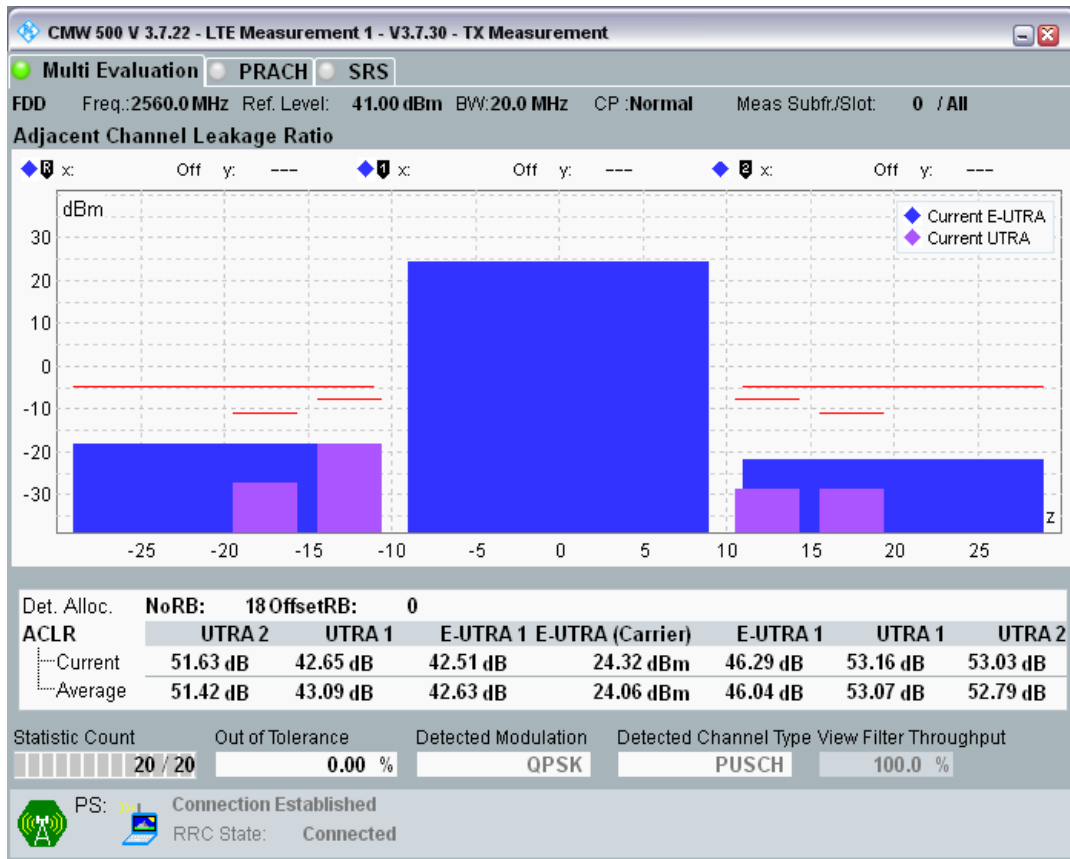 CMW 500 V 3.7.22 - LTE Measurement 1 - V3.7.30 - TX Measurement
Multi Evaluation PRACH SRS
FDD Freq.:2560.0 MHz Ref. Level: 41.00 dBm BW:20.0 MHz CP :Normal Meas Subfr./Slot: 0 / All
Adjacent Channel Leakage Ratio
R x: Off y: --- 1 x: Off y: --- 2 x: Off y: ---
dBm
Current E-UTRA
Current UTRA
30
20
10
0
-10
-20
-30
z
-25 -20 -15 -10 -5 0 5 10 15 20 25
Det. Alloc. NoRB: 18 OffsetRB: 0
ACLR UTRA 2 UTRA 1 E-UTRA 1 E-UTRA (Carrier) E-UTRA 1 UTRA 1 UTRA 2
Current 51.63 dB 42.65 dB 42.51 dB 24.32 dBm 46.29 dB 53.16 dB 53.03 dB
Average 51.42 dB 43.09 dB 42.63 dB 24.06 dBm 46.04 dB 53.07 dB 52.79 dB
Statistic Count Out of Tolerance Detected Modulation Detected Channel Type View Filter Throughput
20 / 20 0.00 % QPSK PUSCH 100.0 %
PS: Connection Established
RRC State: Connected